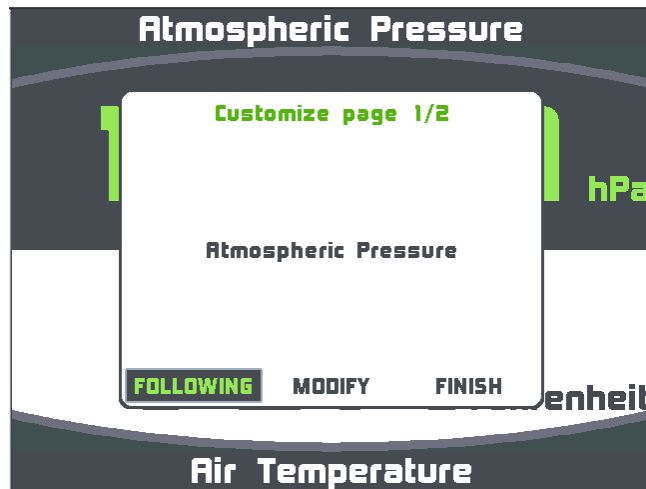 Atmospheric Pressure
Customize page 1/2
hPa
Atmospheric Pressure
FOLLOWING MODIFY FINISH
Air Temperature